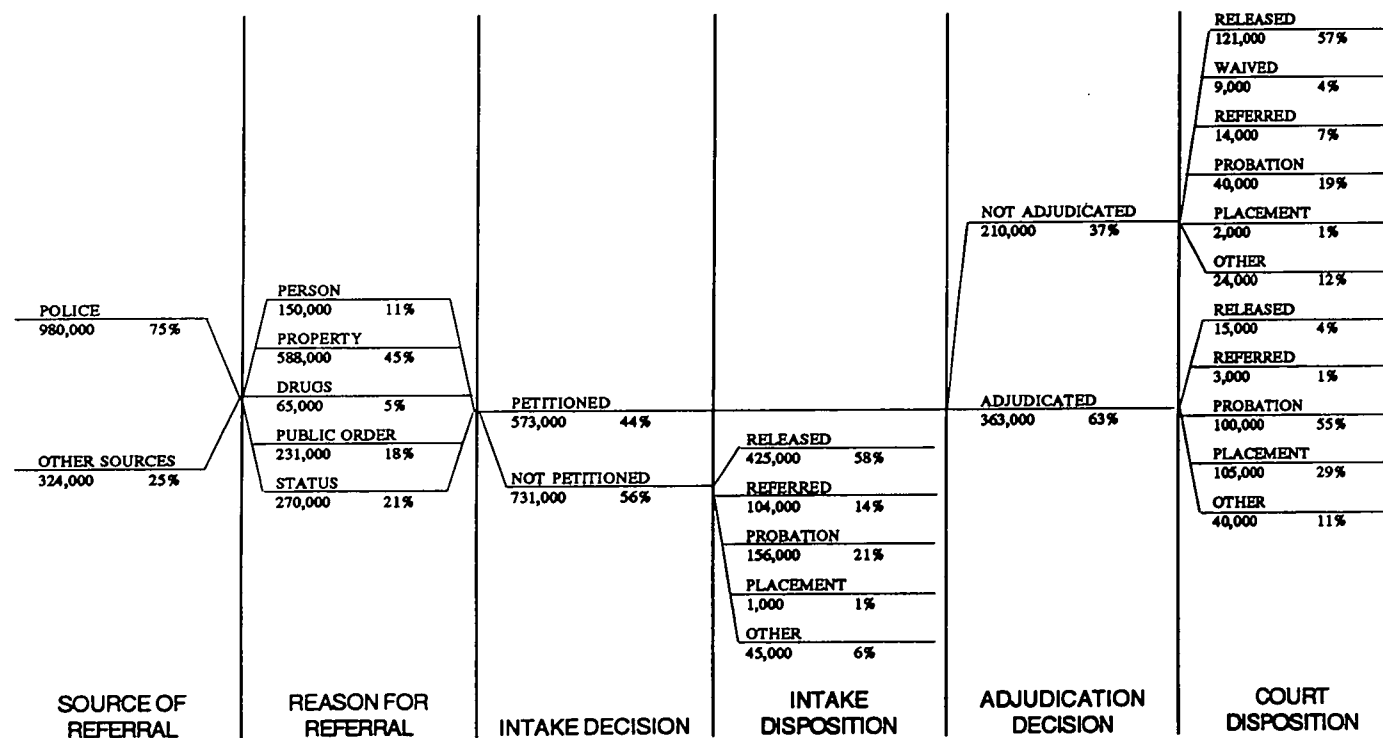 POLICE
980,000 75%
OTHER SOURCES
324,000 25%
SOURCE OF
REFERRAL
PERSON
150,000 11%
PROPERTY
588,000 45%
DRUGS
65,000 5%
PUBLIC ORDER
231,000 18%
STATUS
270,000 21%
REASON FOR
REFERRAL
PETITIONED
573,000 44%
NOT PETITIONED
731,000 56%
INTAKE DECISION
RELEASED
425,000 58%
REFERRED
104,000 14%
PROBATION
156,000 21%
PLACEMENT
1,000 1%
OTHER
45,000 6%
INTAKE
DISPOSITION
NOT ADJUDICATED
210,000 37%
ADJUDICATED
363,000 63%
ADJUDICATION
DECISION
RELEASED
121,000 57%
WAIVED
9,000 4%
REFERRED
14,000 7%
PROBATION
40,000 19%
PLACEMENT
2,000 1%
OTHER
24,000 12%
RELEASED
15,000 4%
REFERRED
3,000 1%
PROBATION
100,000 55%
PLACEMENT
105,000 29%
OTHER
40,000 11%
COURT
DISPOSITION